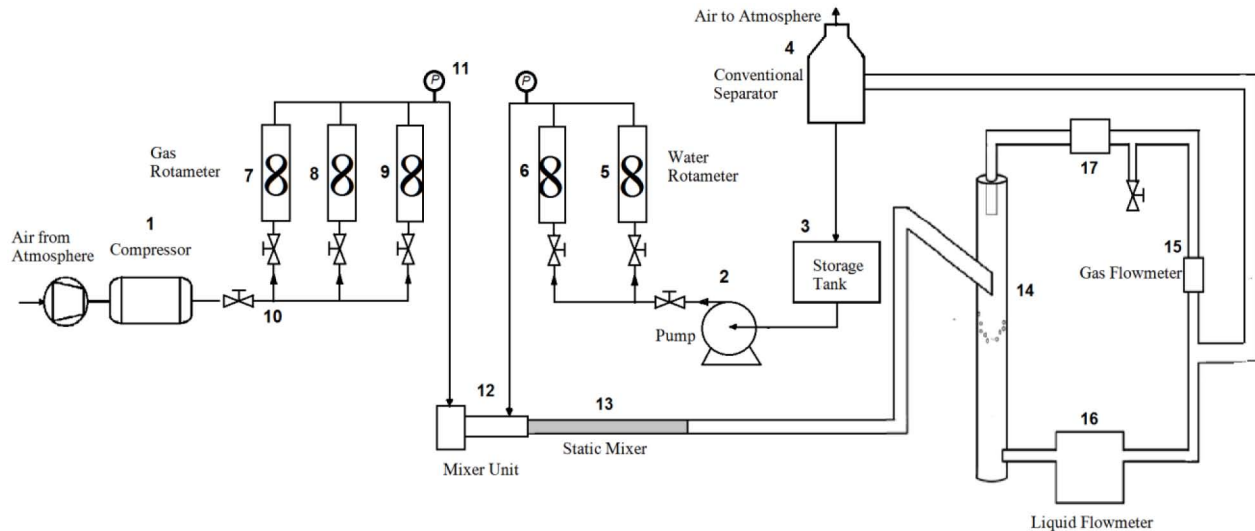 Air to Atmosphere
4
Conventional
Separator
P
11
P
Gas
Rotameter
7
8
9
6
5
Water
Rotameter
17
1
Compressor
Air from
Atmosphere
10
3
Storage
Tank
2
Pump
15
Gas Flowmeter
14
12
13
Mixer Unit
Static Mixer
16
Liquid Flowmeter